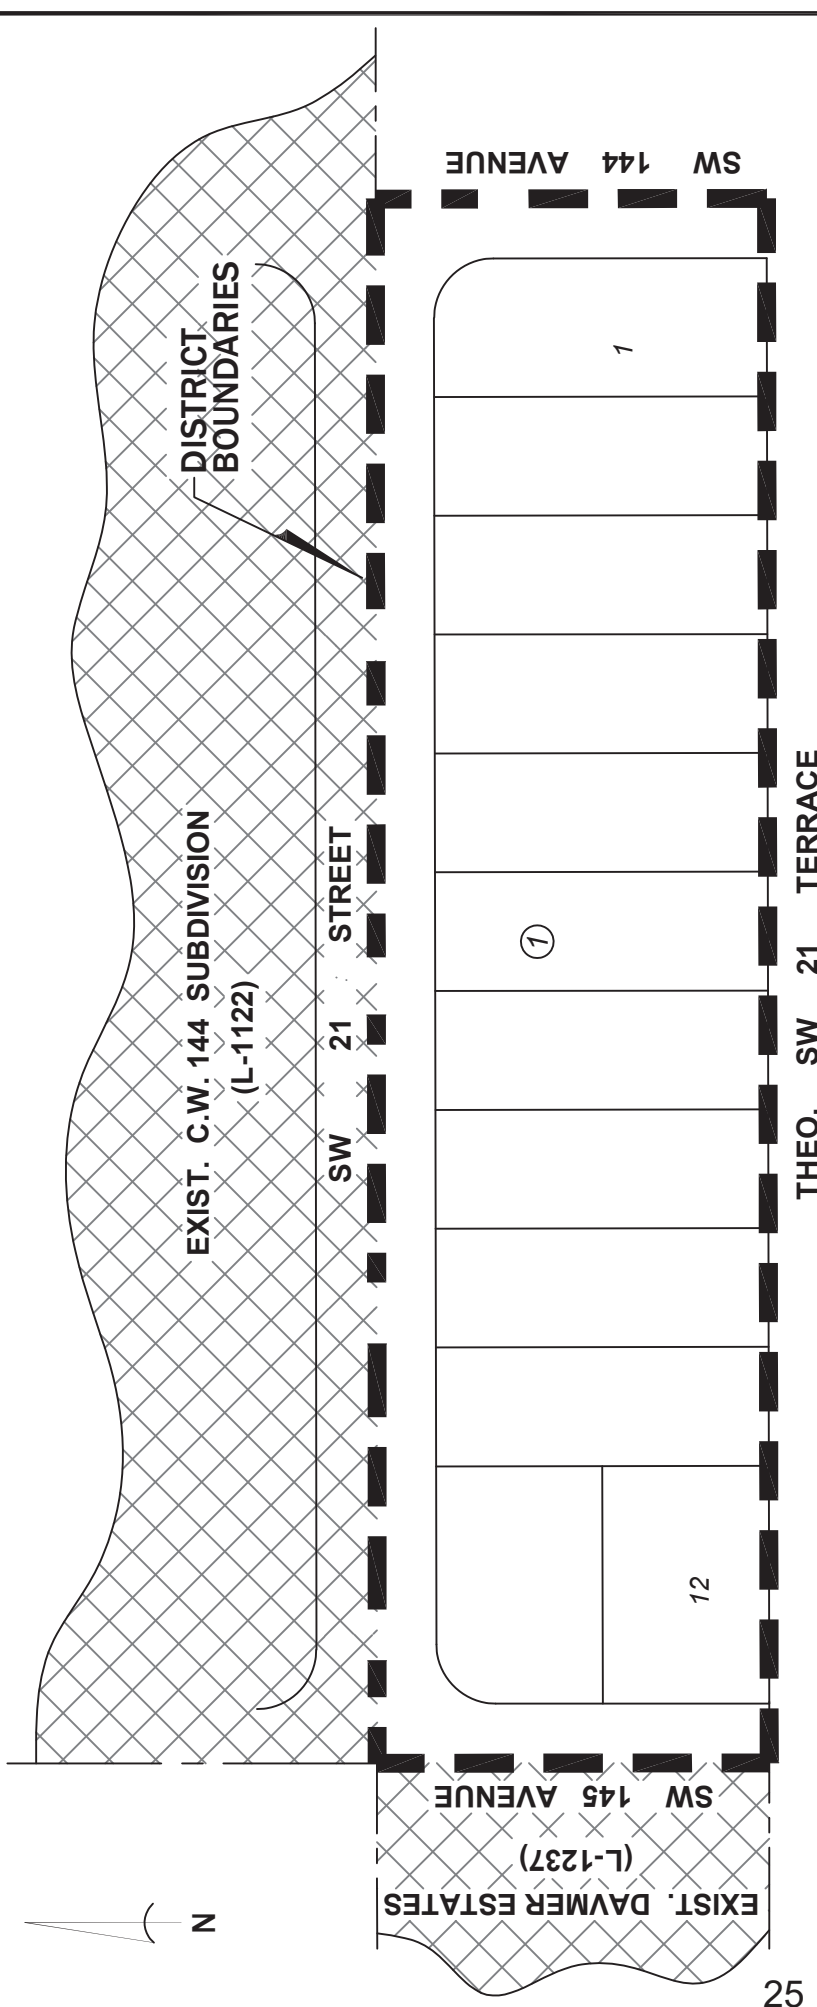 SW 144 AVENUE
DISTRICT
BOUNDARIES
EXIST. C.W. 144 SUBDIVISION
(L-1122)
SW 21 STREET
1
1
12
THEO. SW 21 TERRACE
SW 145 AVENUE
(L-1237)
EXIST. DAVMER ESTATES
N
25